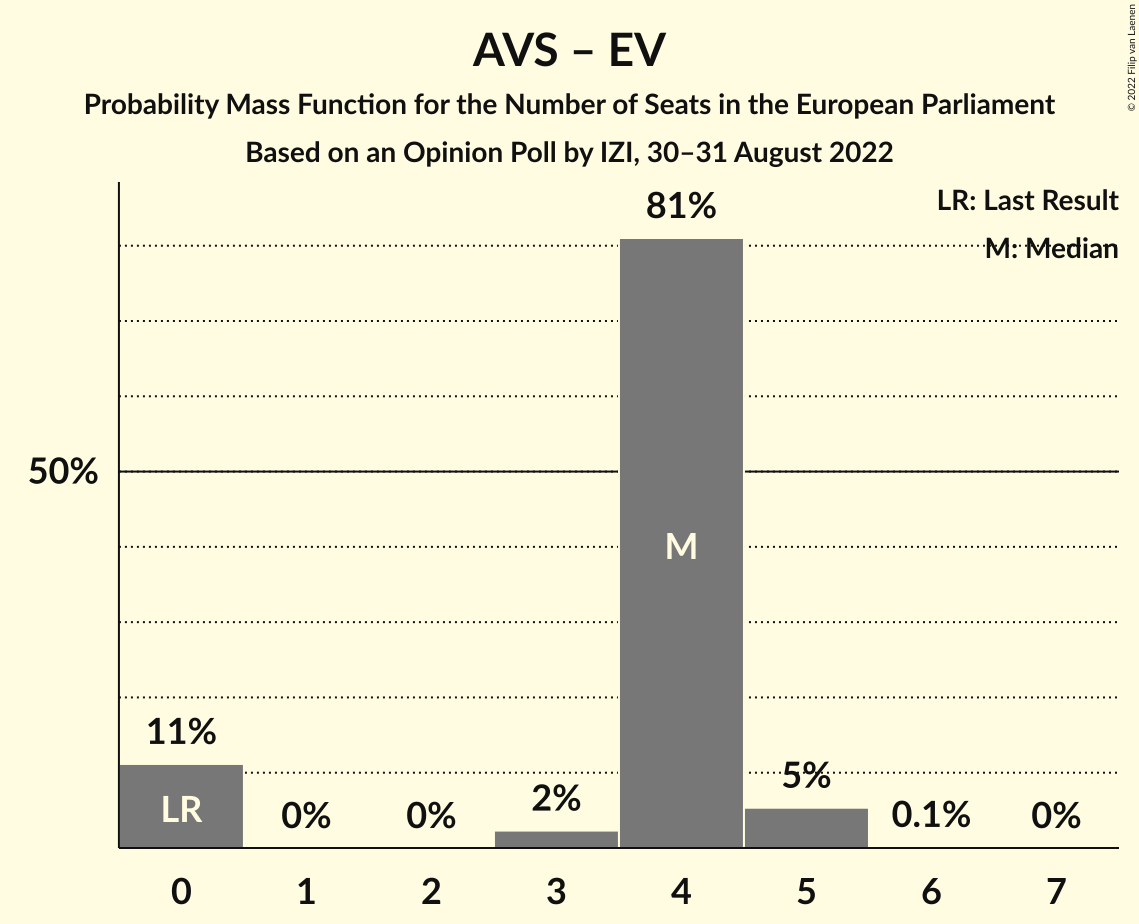 AVS – EV
Probability Mass Function for the Number of Seats in the European Parliament
Based on an Opinion Poll by IZI, 30–31 August 2022
© 2022 Filip van Laenen
LR: Last Result
M: Median
81%
50%
M
11%
LR
0%
0%
2%
5%
0.1%
0%
0 1 2 3 4 5 6 7